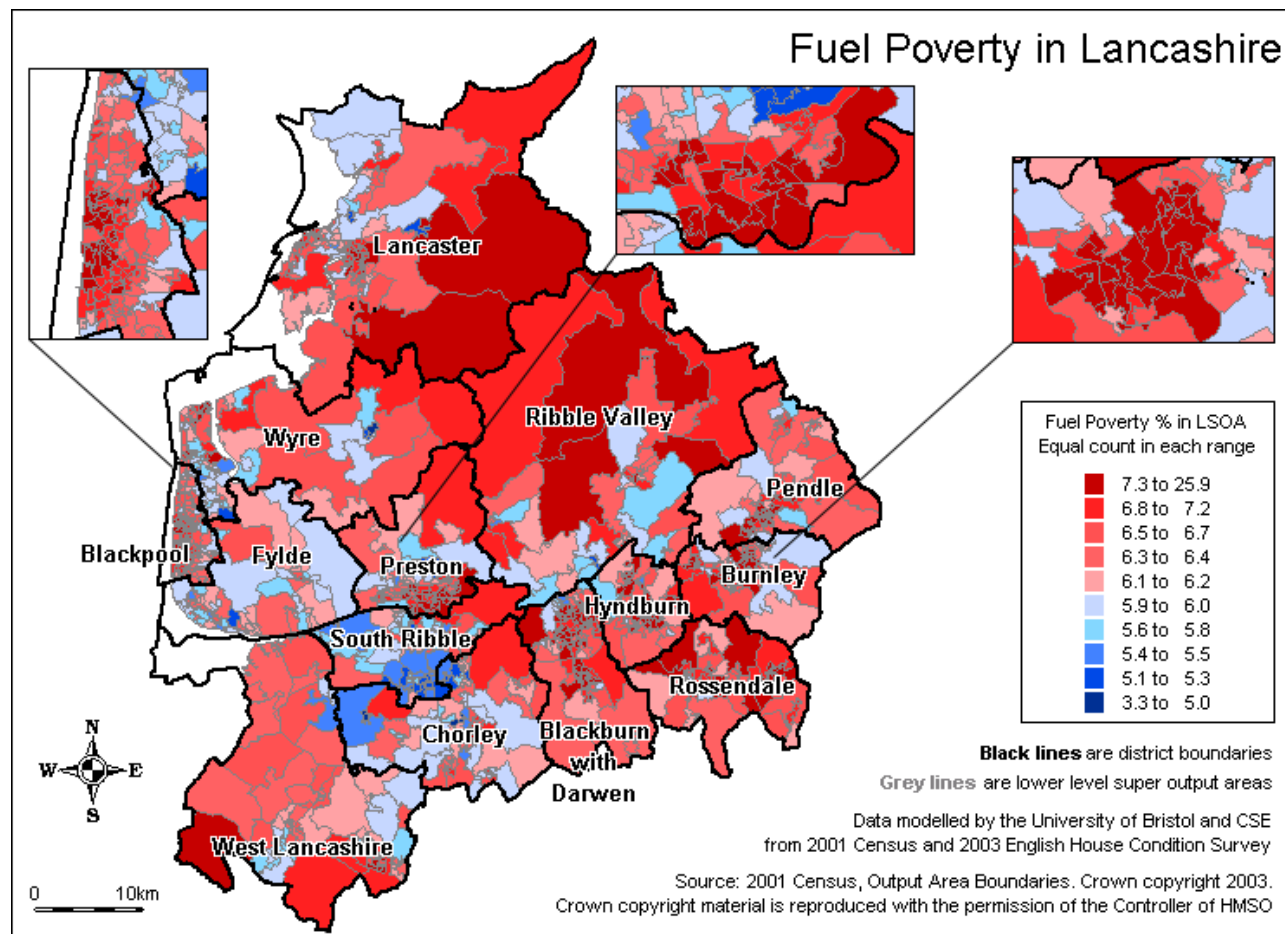 Fuel Poverty in Lancashire
Lancaster
Ribble Valley
Wyre
Pendle
Blackpool
Fylde
Preston
Burnley
Hyndburn
South Ribble
Rossendale
Chorley
Blackburn
with
Darwen
West Lancashire
Fuel Poverty % in LSOA
Equal count in each range
7.3 to 25.9
6.8 to 7.2
6.5 to 6.7
6.3 to 6.4
6.1 to 6.2
5.9 to 6.0
5.6 to 5.8
5.4 to 5.5
5.1 to 5.3
3.3 to 5.0
N
W E
S
0 10km
Black lines are district boundaries
Grey lines are lower level super output areas
Data modelled by the University of Bristol and CSE
from 2001 Census and 2003 English House Condition Survey
Source: 2001 Census, Output Area Boundaries. Crown copyright 2003.
Crown copyright material is reproduced with the permission of the Controller of HMSO